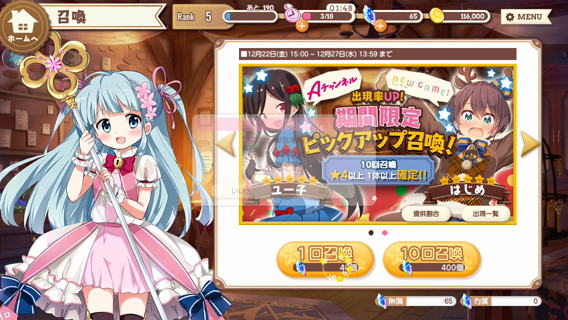 召喚
ホームへ
Rank 5
あと 190
01:48
3/18
65
116,000
MENU
■12月22日(金) 15:00 ~ 12月27日(水) 13:59 まで
Aチャンネル
NEW GAME!
出現率UP!
期間限定
ピックアップ召喚!
10回召喚
★4以上 1体以上確定!!
ユー子
はじめ
提供割合
出現一覧
1回召喚
40個
10回召喚
400個
無償 65
有償 0